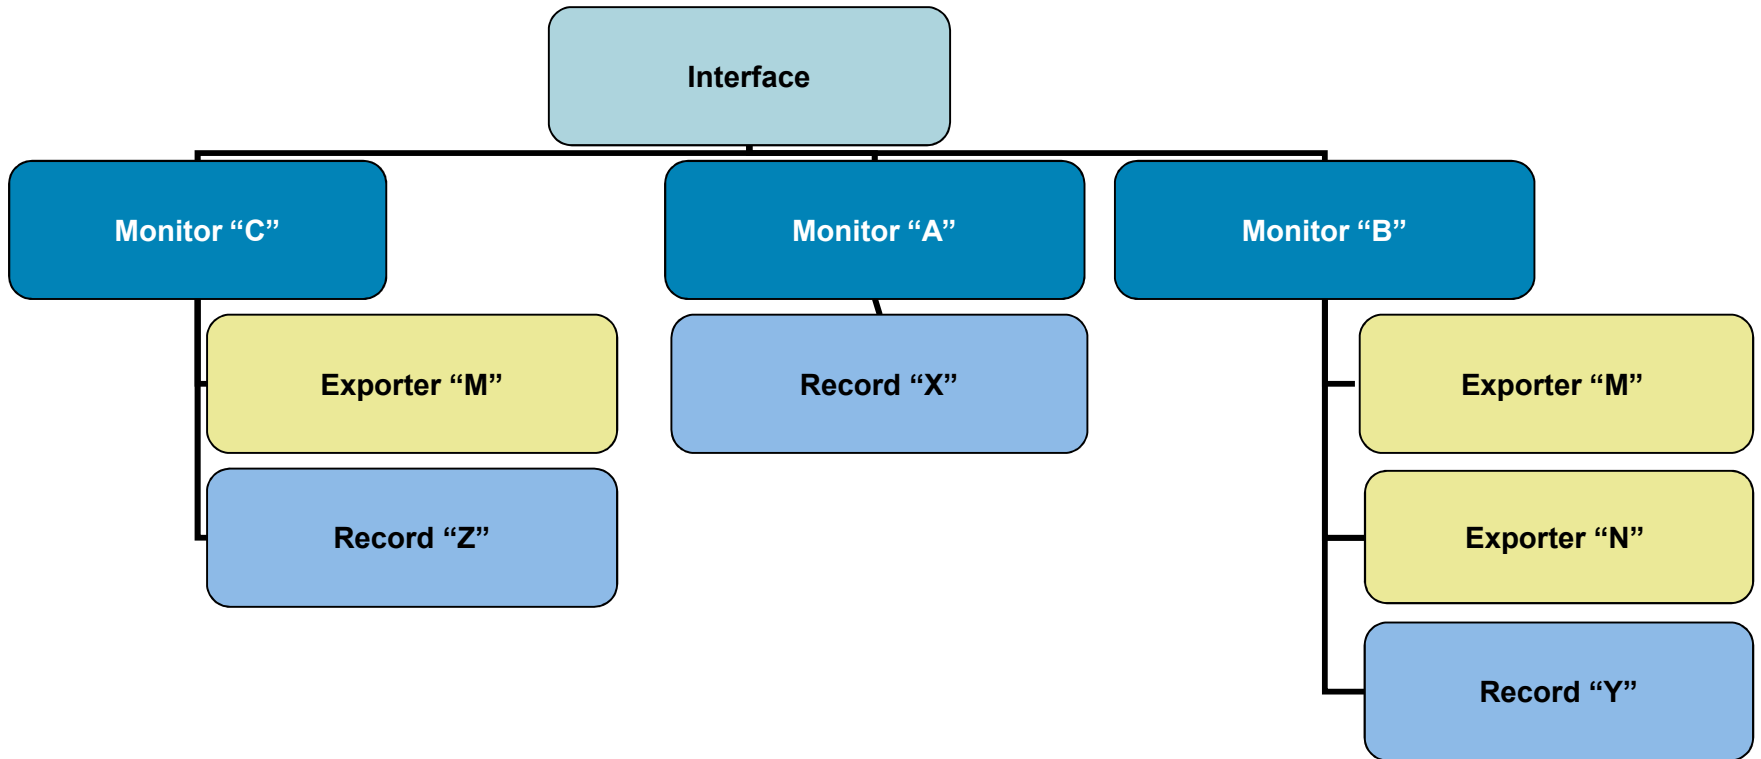 Interface
Monitor “C”
Monitor “A”
Monitor “B”
Exporter “M”
Record “X”
Exporter “M”
Record “Z”
Exporter “N”
Record “Y”